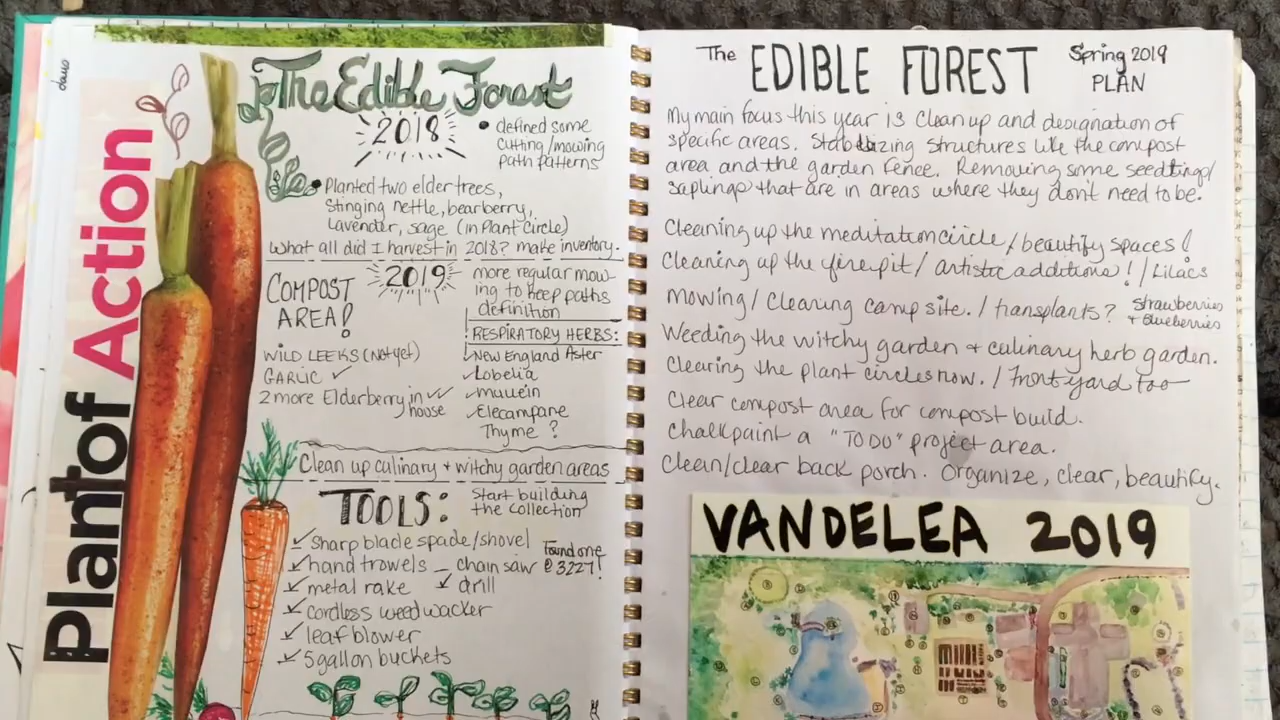 Plantof Action
The Edible Forest
2018
• defined some
cutting/mowing
path patterns
• Planted two elder trees,
Stinging nettle, bearberry,
lavender, sage (in Plant Circle)
What all did I harvest in 2018? make inventory.
COMPOST
AREA!
2019
more regular mow-
ing to keep paths
definition
RESPIRATORY HERBS:
WILD LEEKS (Not yet)
GARLIC ✓
2 more Elderberry in ✓✓
house
✓ New England Aster
✓ Lobelia
✓ mullein
✓ Elecampane
Thyme ?
Clean up culinary + witchy garden areas
TOOLS:
Start building
the collection
✓ Sharp blade spade/shovel
✓ hand trowels
– chain saw
Found one
@ 3227!
✓ metal rake
✓ drill
✓ cordless weed wacker
✓ leaf blower
✓ 5 gallon buckets
The EDIBLE FOREST
Spring 2019
PLAN
My main focus this year is clean up and designation of
specific areas. Stabilizing structures like the compost
area and the garden fence. Removing some seedlings/
saplings that are in areas where they don't need to be.
Cleaning up the meditation circle/beautify spaces!
Cleaning up the firepit/ artistic additions!/Lilacs
Mowing/Clearing camp site. / transplants?
Strawberries
+ Blueberries
Weeding the witchy garden + culinary herb garden.
Clearing the plant circles now. / Front yard too
Clear compost area for compost build.
Chalkpaint a "TO DO" project area.
Clean/clear back porch. Organize, clear, beautify.
VANDELEA 2019